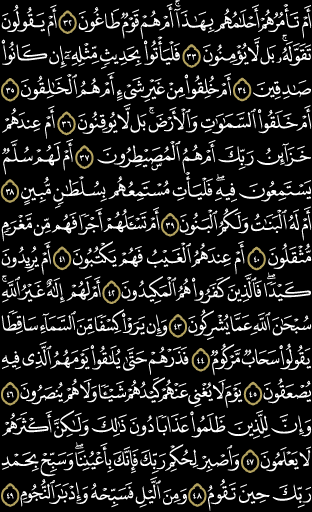 أَمۡ تَأۡمُرُهُمۡ أَحۡلَٰمُهُم بِهَٰذَآۚ أَمۡ هُمۡ قَوۡمٞ طَاغُونَ ٣٢ أَمۡ يَقُولُونَ
تَقَوَّلَهُۥۚ بَل لَّا يُؤۡمِنُونَ ٣٣ فَلۡيَأۡتُواْ بِحَدِيثٖ مِّثۡلِهِۦٓ إِن كَانُواْ
صَٰدِقِينَ ٣٤ أَمۡ خُلِقُواْ مِنۡ غَيۡرِ شَيۡءٍ أَمۡ هُمُ ٱلۡخَٰلِقُونَ ٣٥
أَمۡ خَلَقُواْ ٱلسَّمَٰوَٰتِ وَٱلۡأَرۡضَۚ بَل لَّا يُوقِنُونَ ٣٦ أَمۡ عِندَهُمۡ
خَزَآئِنُ رَبِّكَ أَمۡ هُمُ ٱلۡمُصَۜيۡطِرُونَ ٣٧ أَمۡ لَهُمۡ سُلَّمٞ
يَسۡتَمِعُونَ فِيهِۖ فَلۡيَأۡتِ مُسۡتَمِعُهُم بِسُلۡطَٰنٖ مُّبِينٍ ٣٨
أَمۡ لَهُ ٱلۡبَنَٰتُ وَلَكُمُ ٱلۡبَنُونَ ٣٩ أَمۡ تَسۡـَٔلُهُمۡ أَجۡرٗا فَهُم مِّن مَّغۡرَمٖ
مُّثۡقَلُونَ ٤٠ أَمۡ عِندَهُمُ ٱلۡغَيۡبُ فَهُمۡ يَكۡتُبُونَ ٤١ أَمۡ يُرِيدُونَ
كَيۡدٗاۖ فَٱلَّذِينَ كَفَرُواْ هُمُ ٱلۡمَكِيدُونَ ٤٢ أَمۡ لَهُمۡ إِلَٰهٌ غَيۡرُ ٱللَّهِۚ
سُبۡحَٰنَ ٱللَّهِ عَمَّا يُشۡرِكُونَ ٤٣ وَإِن يَرَوۡاْ كِسۡفٗا مِّنَ ٱلسَّمَآءِ سَاقِطٗا
يَقُولُواْ سَحَابٞ مَّرۡكُومٞ ٤٤ فَذَرۡهُمۡ حَتَّىٰ يُلَٰقُواْ يَوۡمَهُمُ ٱلَّذِي فِيهِ
يُصۡعَقُونَ ٤٥ يَوۡمَ لَا يُغۡنِي عَنۡهُمۡ كَيۡدُهُمۡ شَيۡـٔٗا وَلَا هُمۡ يُنصَرُونَ ٤٦
وَإِنَّ لِلَّذِينَ ظَلَمُواْ عَذَابٗا دُونَ ذَٰلِكَ وَلَٰكِنَّ أَكۡثَرَهُمۡ
لَا يَعۡلَمُونَ ٤٧ وَٱصۡبِرۡ لِحُكۡمِ رَبِّكَ فَإِنَّكَ بِأَعۡيُنِنَاۖ وَسَبِّحۡ بِحَمۡدِ
رَبِّكَ حِينَ تَقُومُ ٤٨ وَمِنَ ٱلَّيۡلِ فَسَبِّحۡهُ وَإِدۡبَٰرَ ٱلنُّجُومِ ٤٩